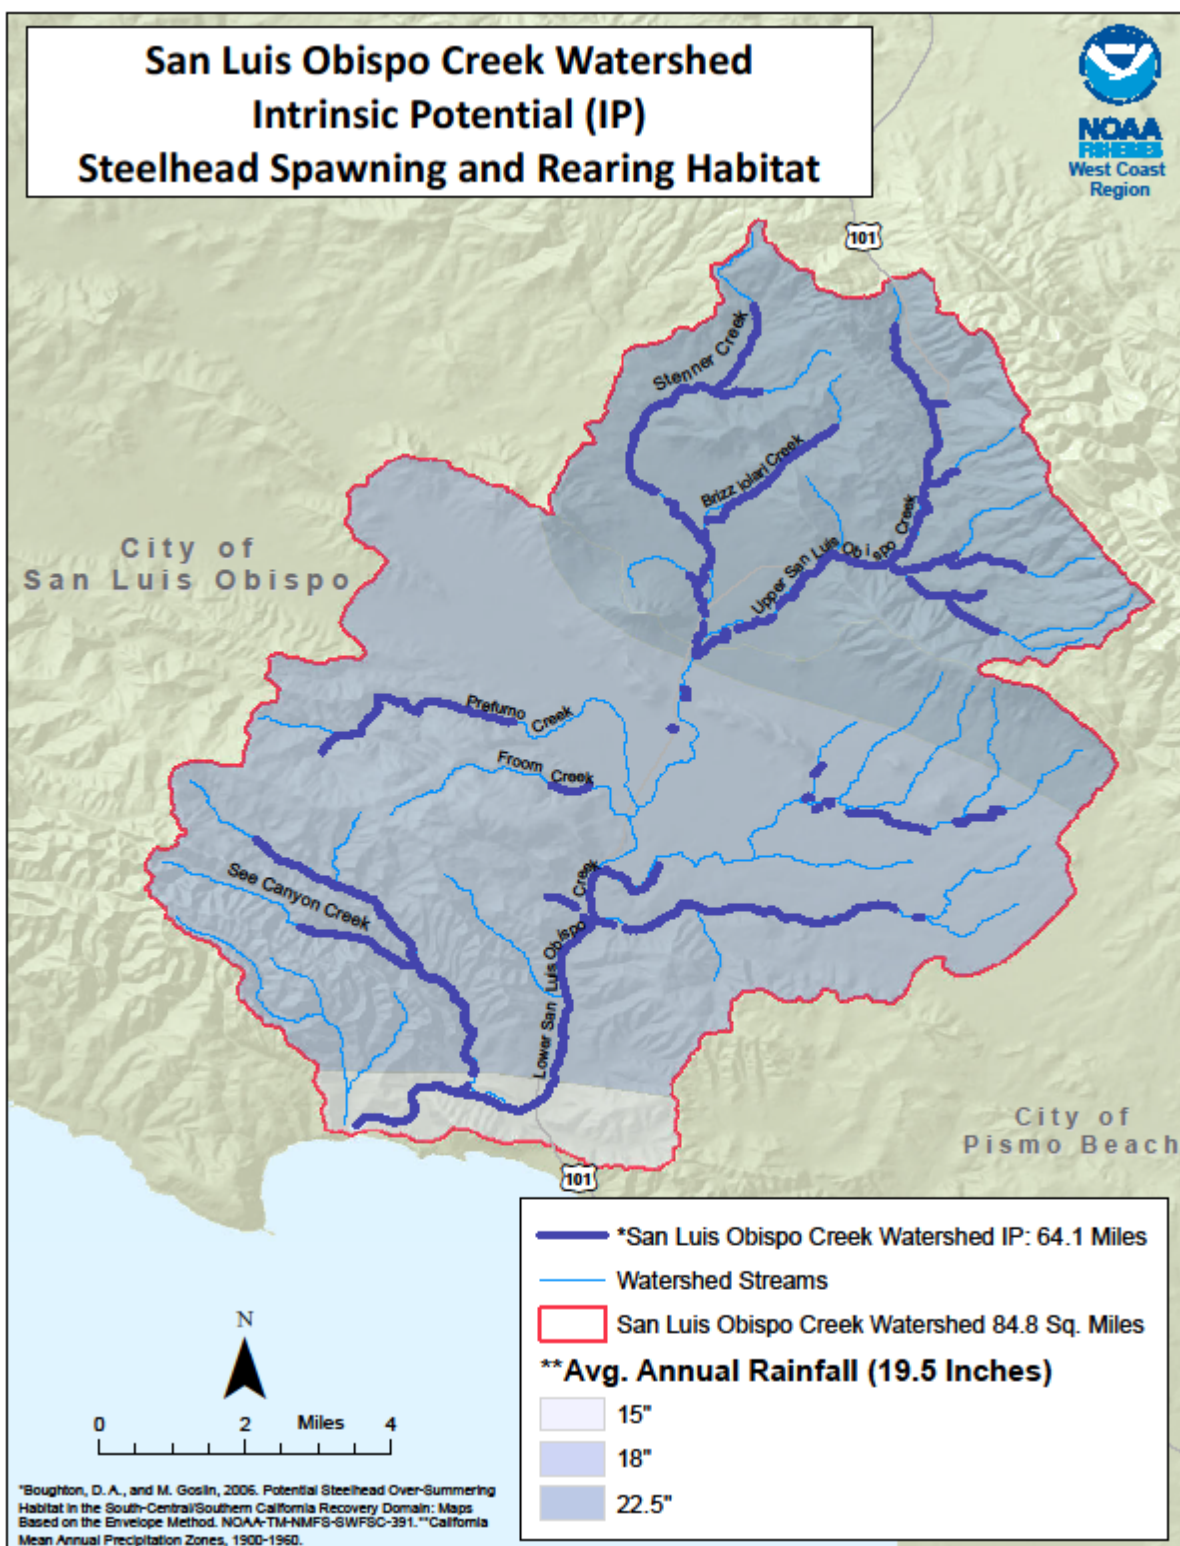 San Luis Obispo Creek Watershed
Intrinsic Potential (IP)
Steelhead Spawning and Rearing Habitat
NOAA
FISHERIES
West Coast
Region
101
Stenner Creek
Brizziolari Creek
Upper San Luis Obispo Creek
City of
San Luis Obispo
Prefumo Creek
Froom Creek
See Canyon Creek
Lower San Luis Obispo Creek
City of
Pismo Beach
101
*San Luis Obispo Creek Watershed IP: 64.1 Miles
Watershed Streams
San Luis Obispo Creek Watershed 84.8 Sq. Miles
**Avg. Annual Rainfall (19.5 Inches)
15"
18"
22.5"
N
0 2 Miles 4
*Boughton, D. A., and M. Goslin, 2006. Potential Steelhead Over-Summering
Habitat in the South-Central/Southern California Recovery Domain: Maps
Based on the Envelope Method. NOAA-TM-NMFS-SWFSC-391.**California
Mean Annual Precipitation Zones, 1900-1960.